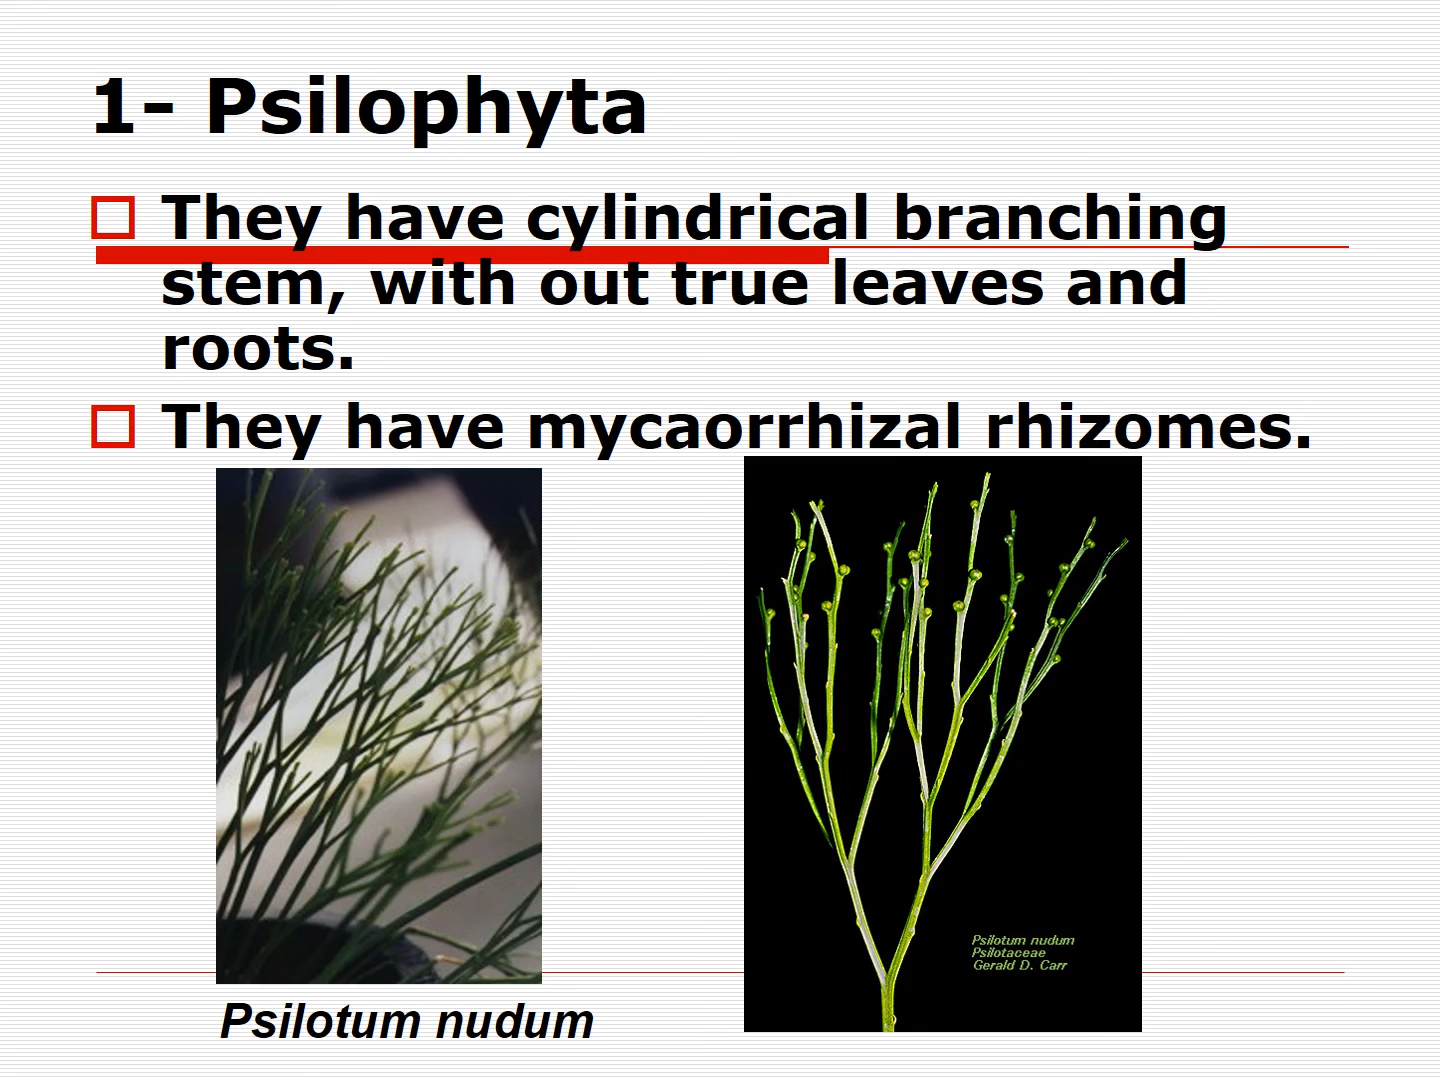 1- Psilophyta
They have cylindrical branching
stem, with out true leaves and
roots.
They have mycaorrhizal rhizomes.
Psilotum nudum
Psilotaceae
Gerald D. Carr
Psilotum nudum